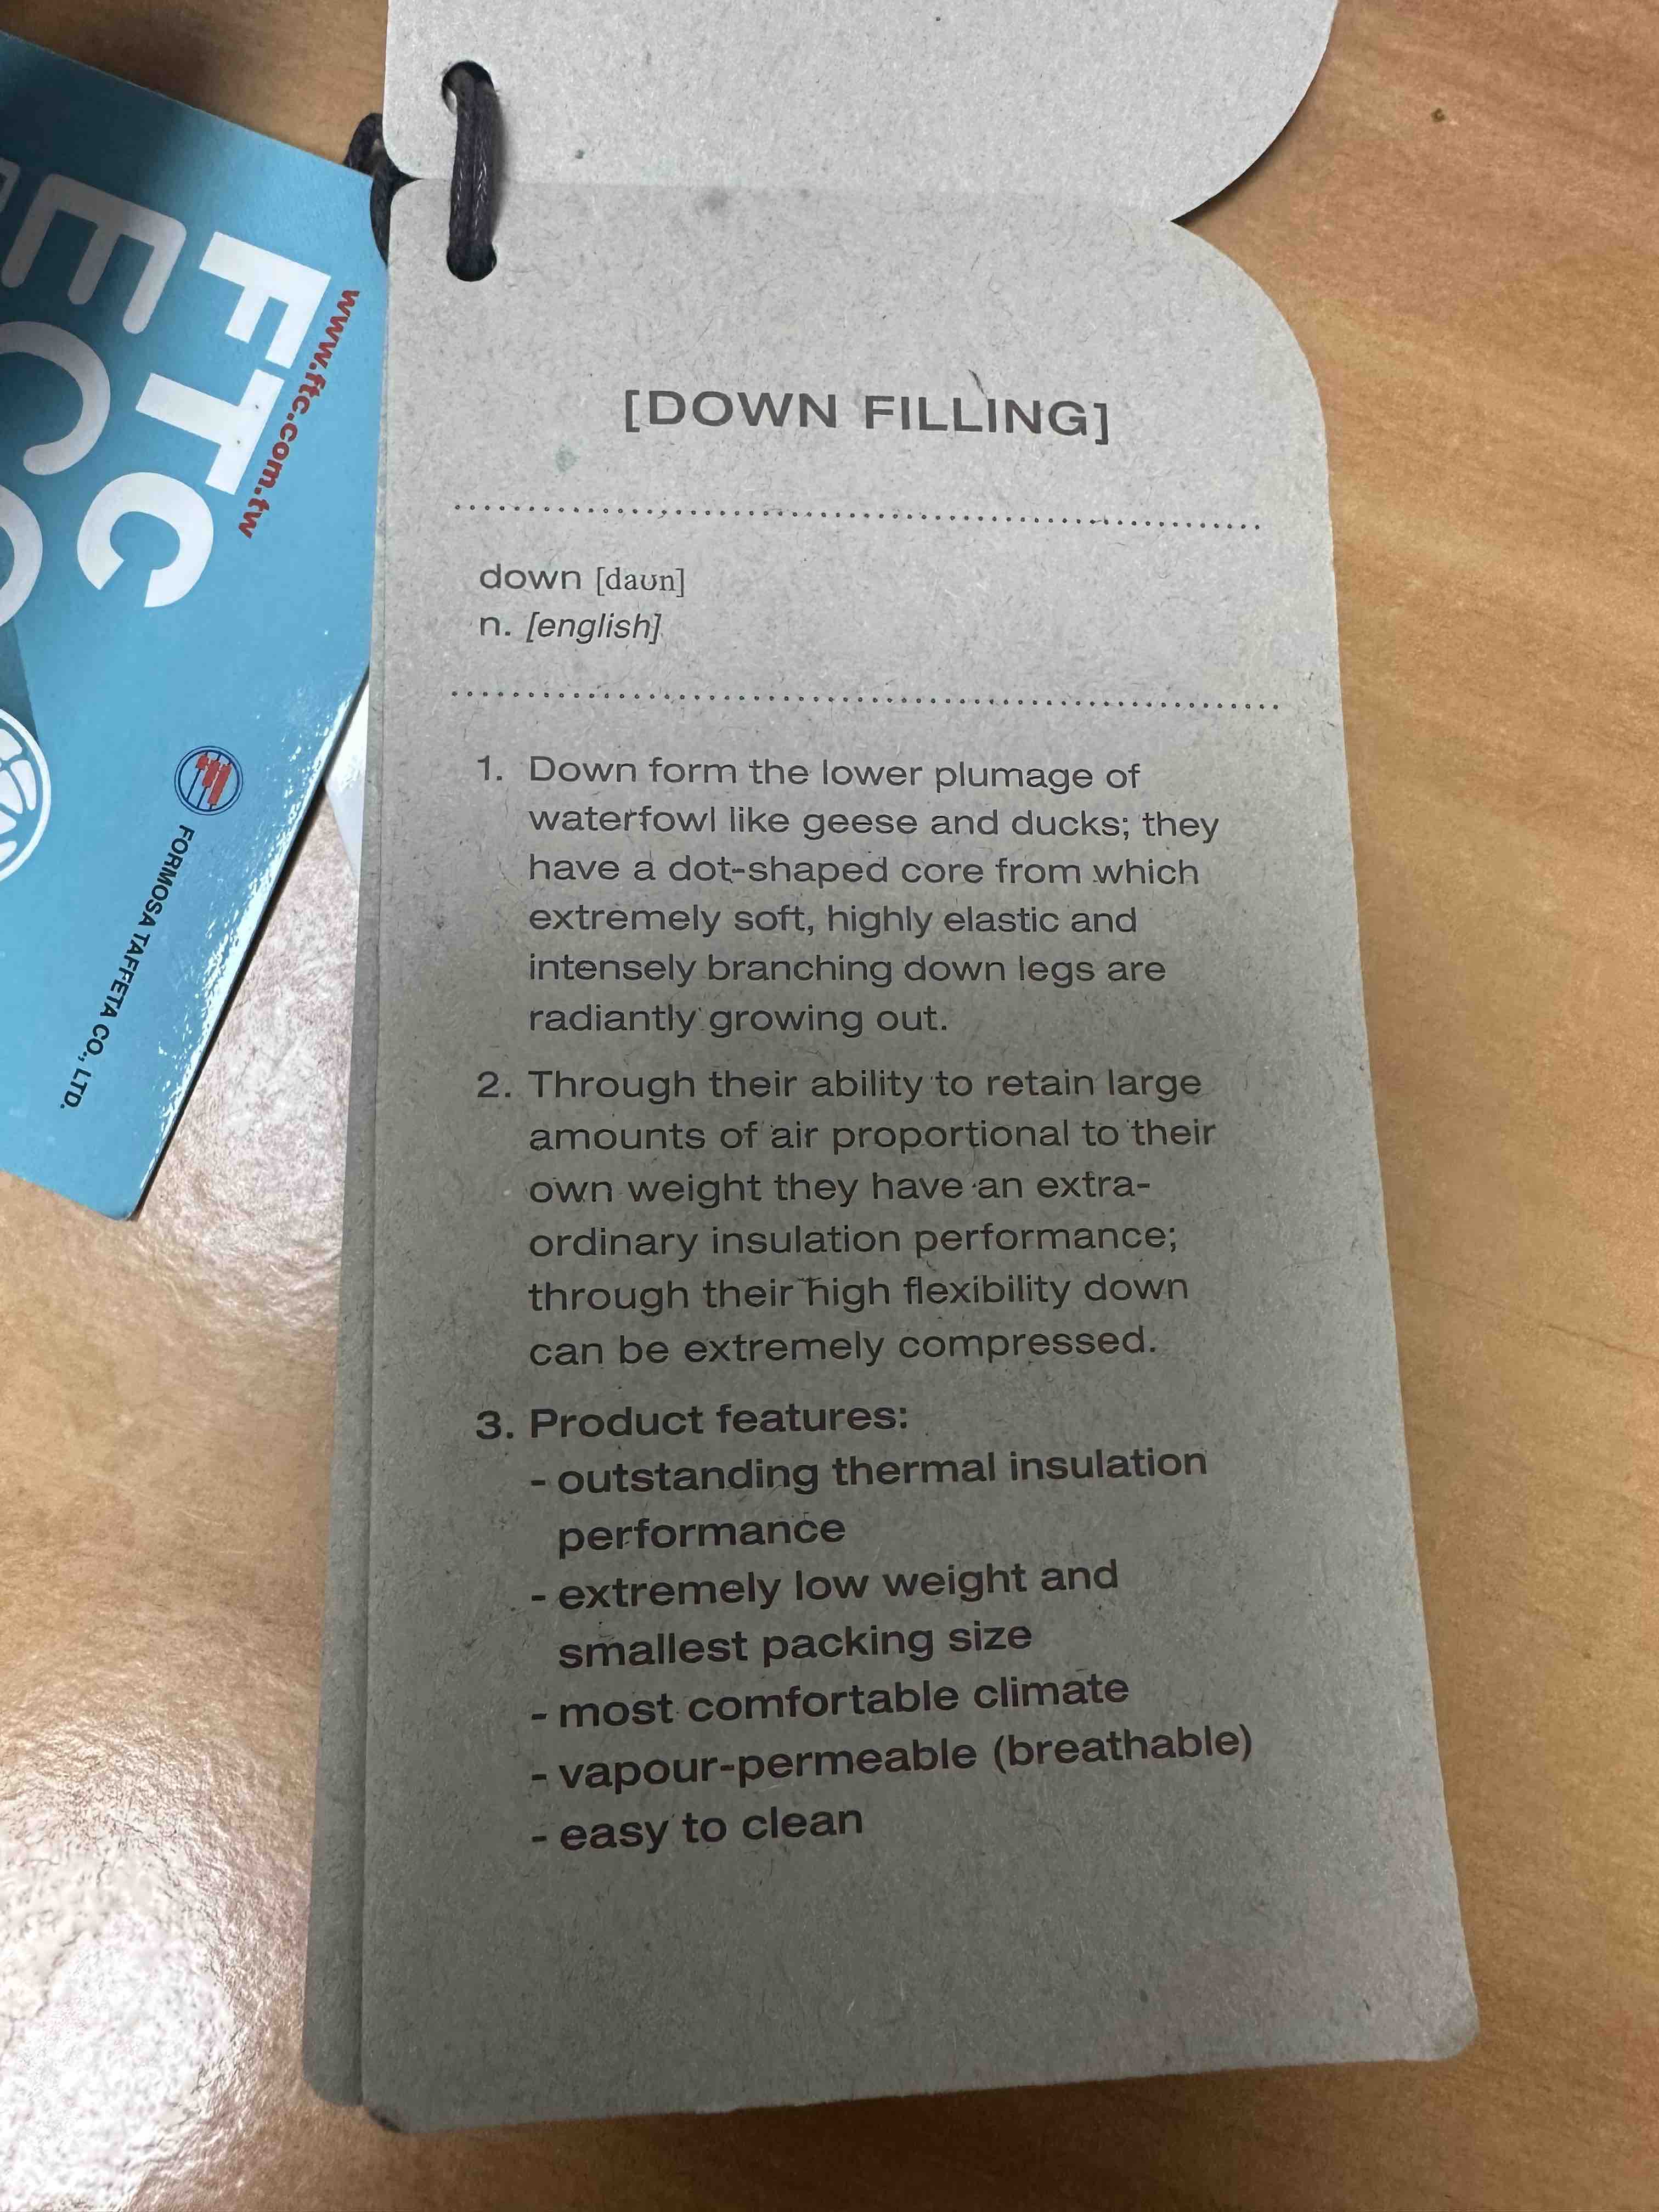 [DOWN FILLING]
down [daʊn]
n. [english]
1. Down form the lower plumage of
waterfowl like geese and ducks; they
have a dot-shaped core from which
extremely soft, highly elastic and
intensely branching down legs are
radiantly growing out.
2. Through their ability to retain large
amounts of air proportional to their
own weight they have an extra-
ordinary insulation performance;
through their high flexibility down
can be extremely compressed.
3. Product features:
- outstanding thermal insulation
performance
- extremely low weight and
smallest packing size
- most comfortable climate
- vapour-permeable (breathable)
- easy to clean
www.ftc.com.tw
FTC
FORMOSA TAFFETA CO., LTD.